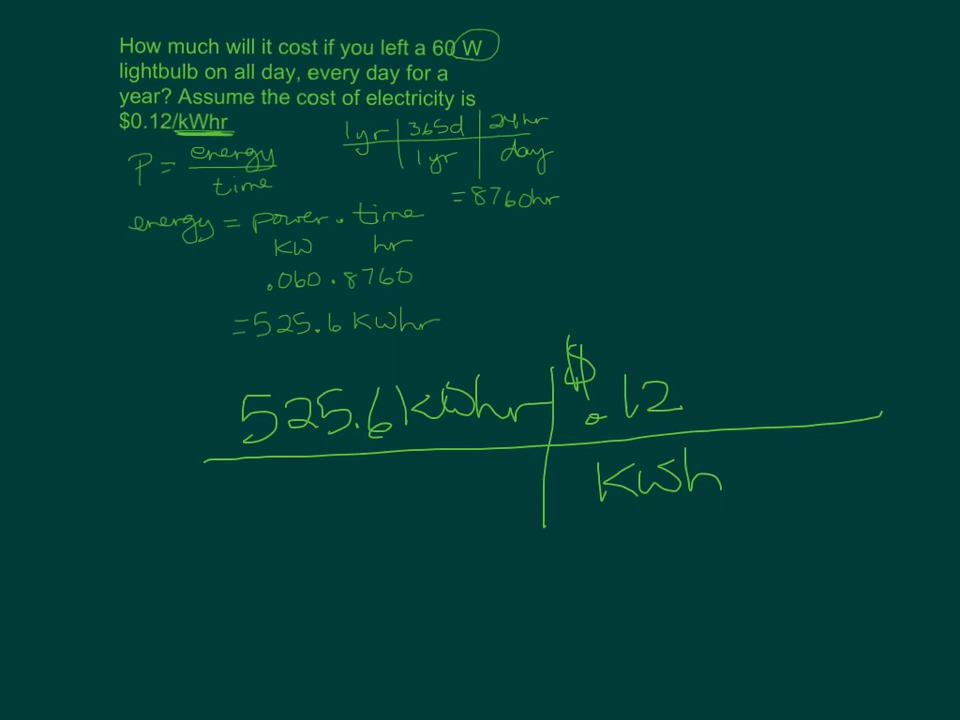 How much will it cost if you left a 60 W
lightbulb on all day, every day for a
year? Assume the cost of electricity is
$0.12/kWhr
1yr | 365d | 24hr
1yr | day
= 8760hr
P = energy
time
energy = power . time
KW hr
.060 . 8760
= 525.6 KWhr
525.6 KWhr | $.12
KWh